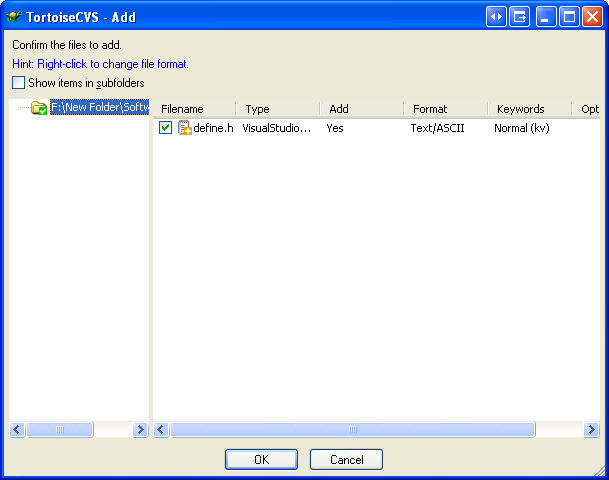 TortoiseCVS - Add
Confirm the files to add.
Hint: Right-click to change file format.
Show items in subfolders
F:\New Folder\Softw
Filename Type Add Format Keywords Opt
define.h VisualStudio... Yes Text/ASCII Normal (kv)
OK Cancel